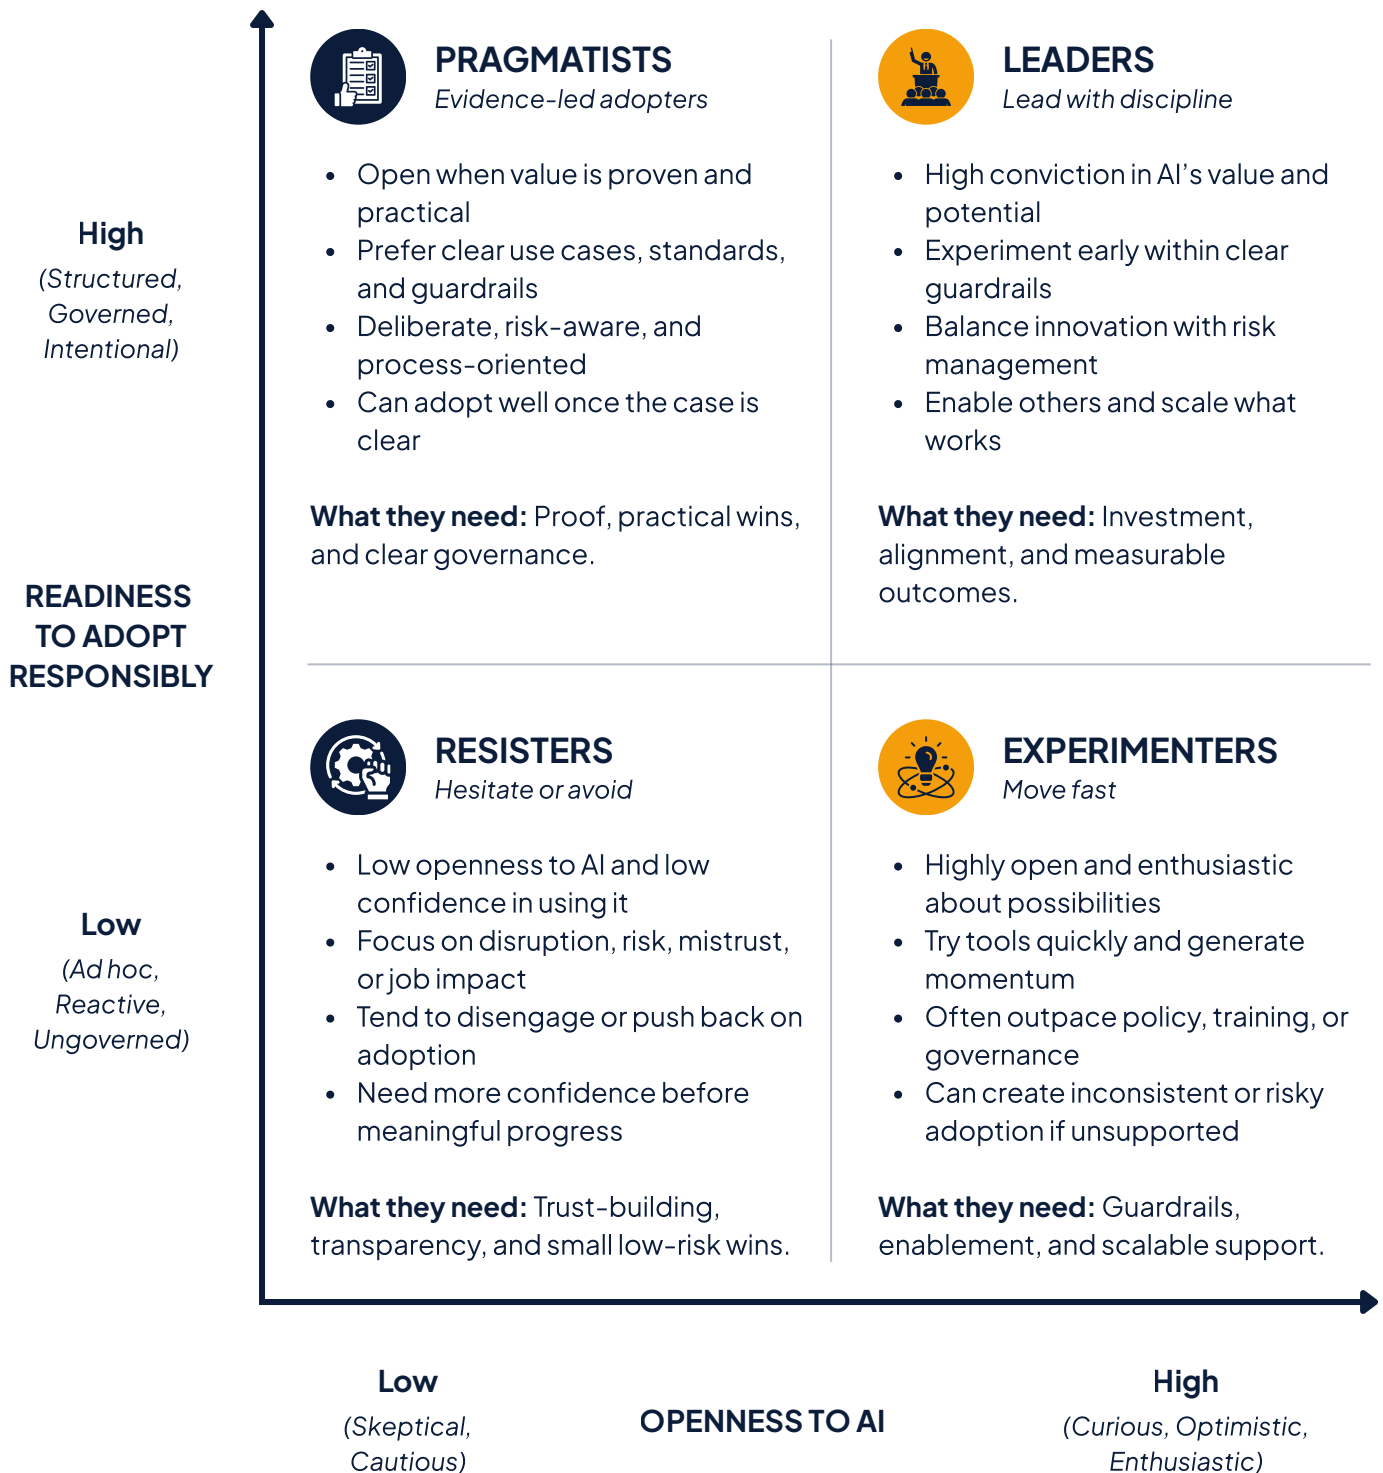 PRAGMATISTS
Evidence-led adopters
• Open when value is proven and
practical
• Prefer clear use cases, standards,
and guardrails
• Deliberate, risk-aware, and
process-oriented
• Can adopt well once the case is
clear
What they need: Proof, practical wins,
and clear governance.
LEADERS
Lead with discipline
• High conviction in AI’s value and
potential
• Experiment early within clear
guardrails
• Balance innovation with risk
management
• Enable others and scale what
works
What they need: Investment,
alignment, and measurable
outcomes.
High
(Structured,
Governed,
Intentional)
READINESS
TO ADOPT
RESPONSIBLY
Low
(Ad hoc,
Reactive,
Ungoverned)
RESISTERS
Hesitate or avoid
• Low openness to AI and low
confidence in using it
• Focus on disruption, risk, mistrust,
or job impact
• Tend to disengage or push back on
adoption
• Need more confidence before
meaningful progress
What they need: Trust-building,
transparency, and small low-risk wins.
EXPERIMENTERS
Move fast
• Highly open and enthusiastic
about possibilities
• Try tools quickly and generate
momentum
• Often outpace policy, training, or
governance
• Can create inconsistent or risky
adoption if unsupported
What they need: Guardrails,
enablement, and scalable support.
Low
(Skeptical,
Cautious)
OPENNESS TO AI
High
(Curious, Optimistic,
Enthusiastic)